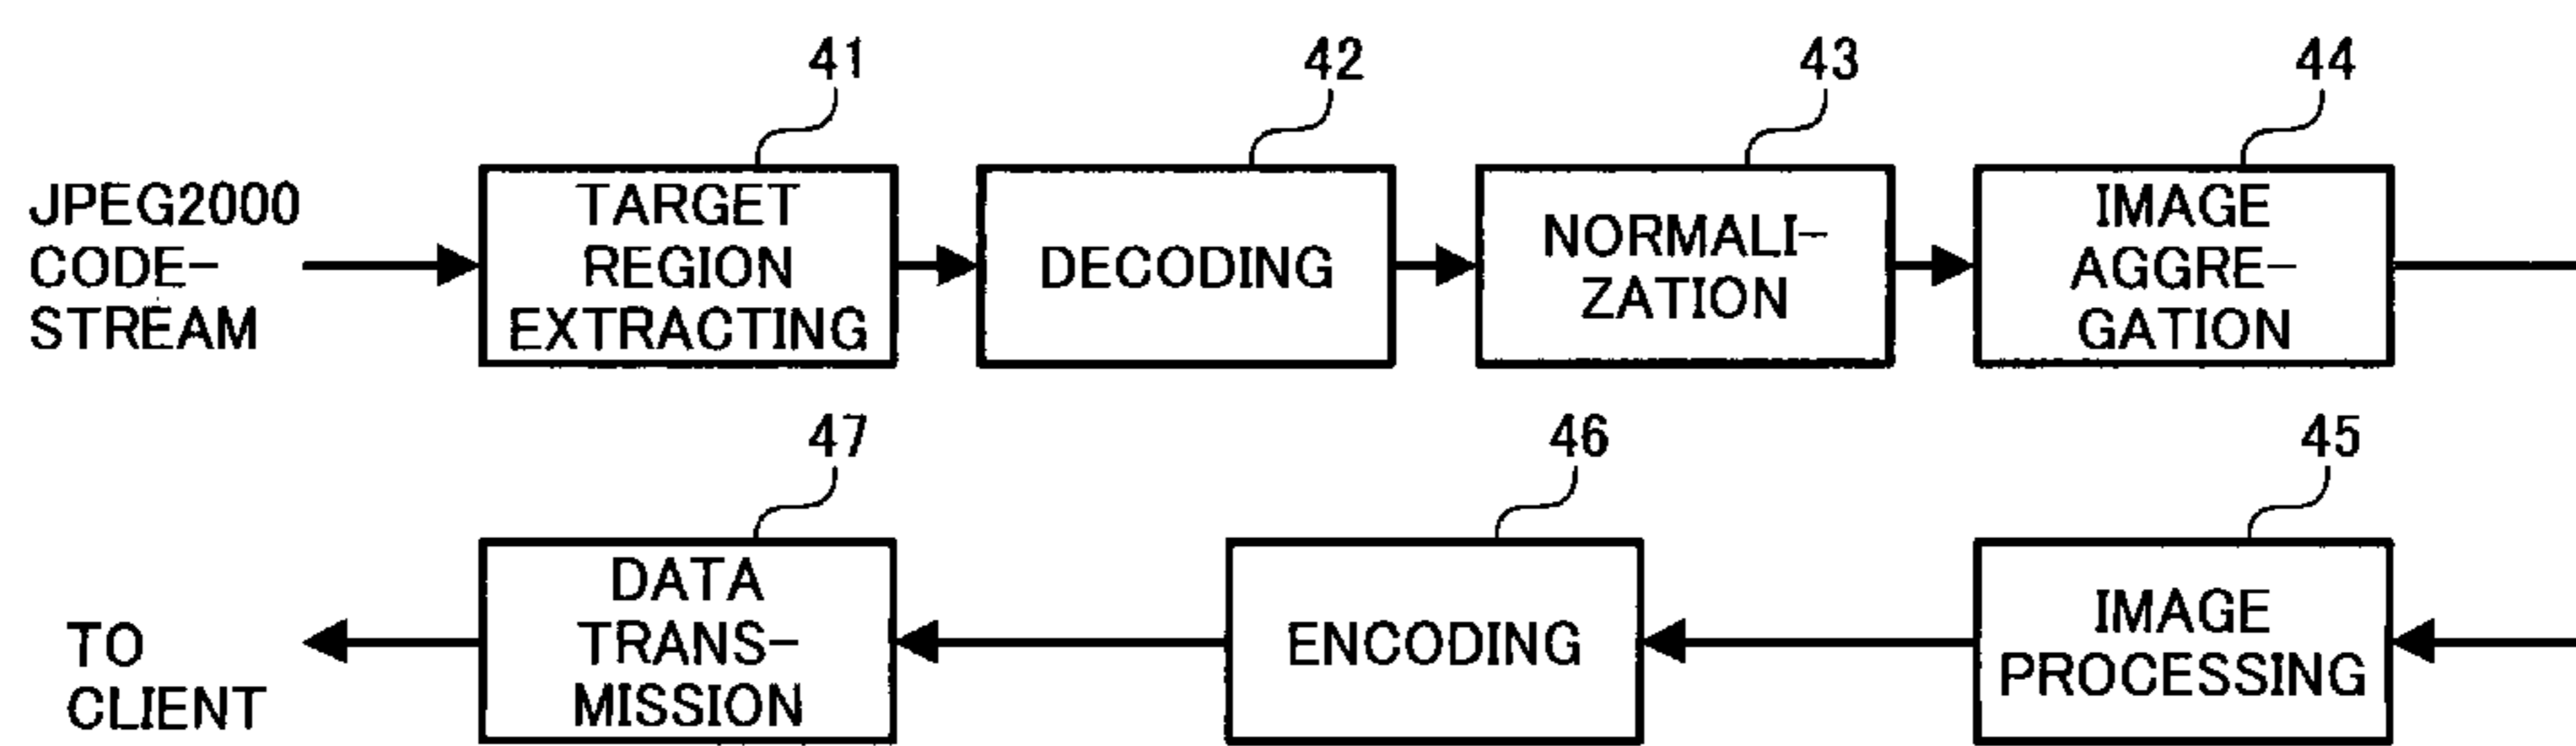 41
42
43
44
JPEG2000
CODE-
STREAM
TARGET
REGION
EXTRACTING
DECODING
NORMALI-
ZATION
IMAGE
AGGRE-
GATION
47
46
45
TO
CLIENT
DATA
TRANS-
MISSION
ENCODING
IMAGE
PROCESSING